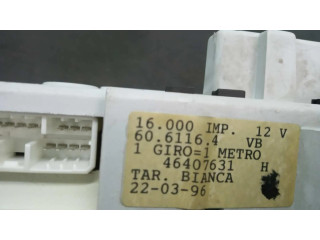 16.000 IMP. 12 V
60.6116.4 VB
1 GIRO=1 METRO
46407631 H
TAR. BIANCA
22-03-96